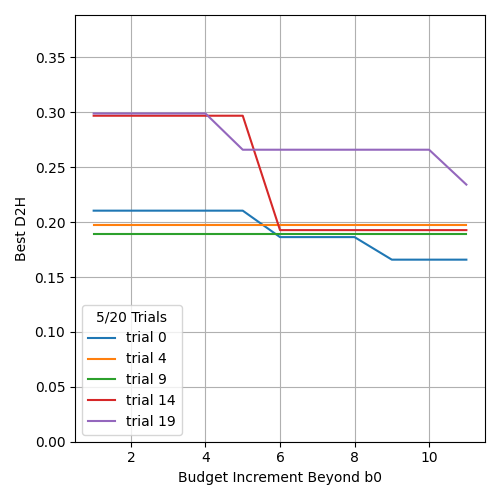 0.35
0.30
0.25
0.20
0.15
0.10
0.05
0.00
Best D2H
5/20 Trials
trial 0
trial 4
trial 9
trial 14
trial 19
2 4 6 8 10
Budget Increment Beyond b0